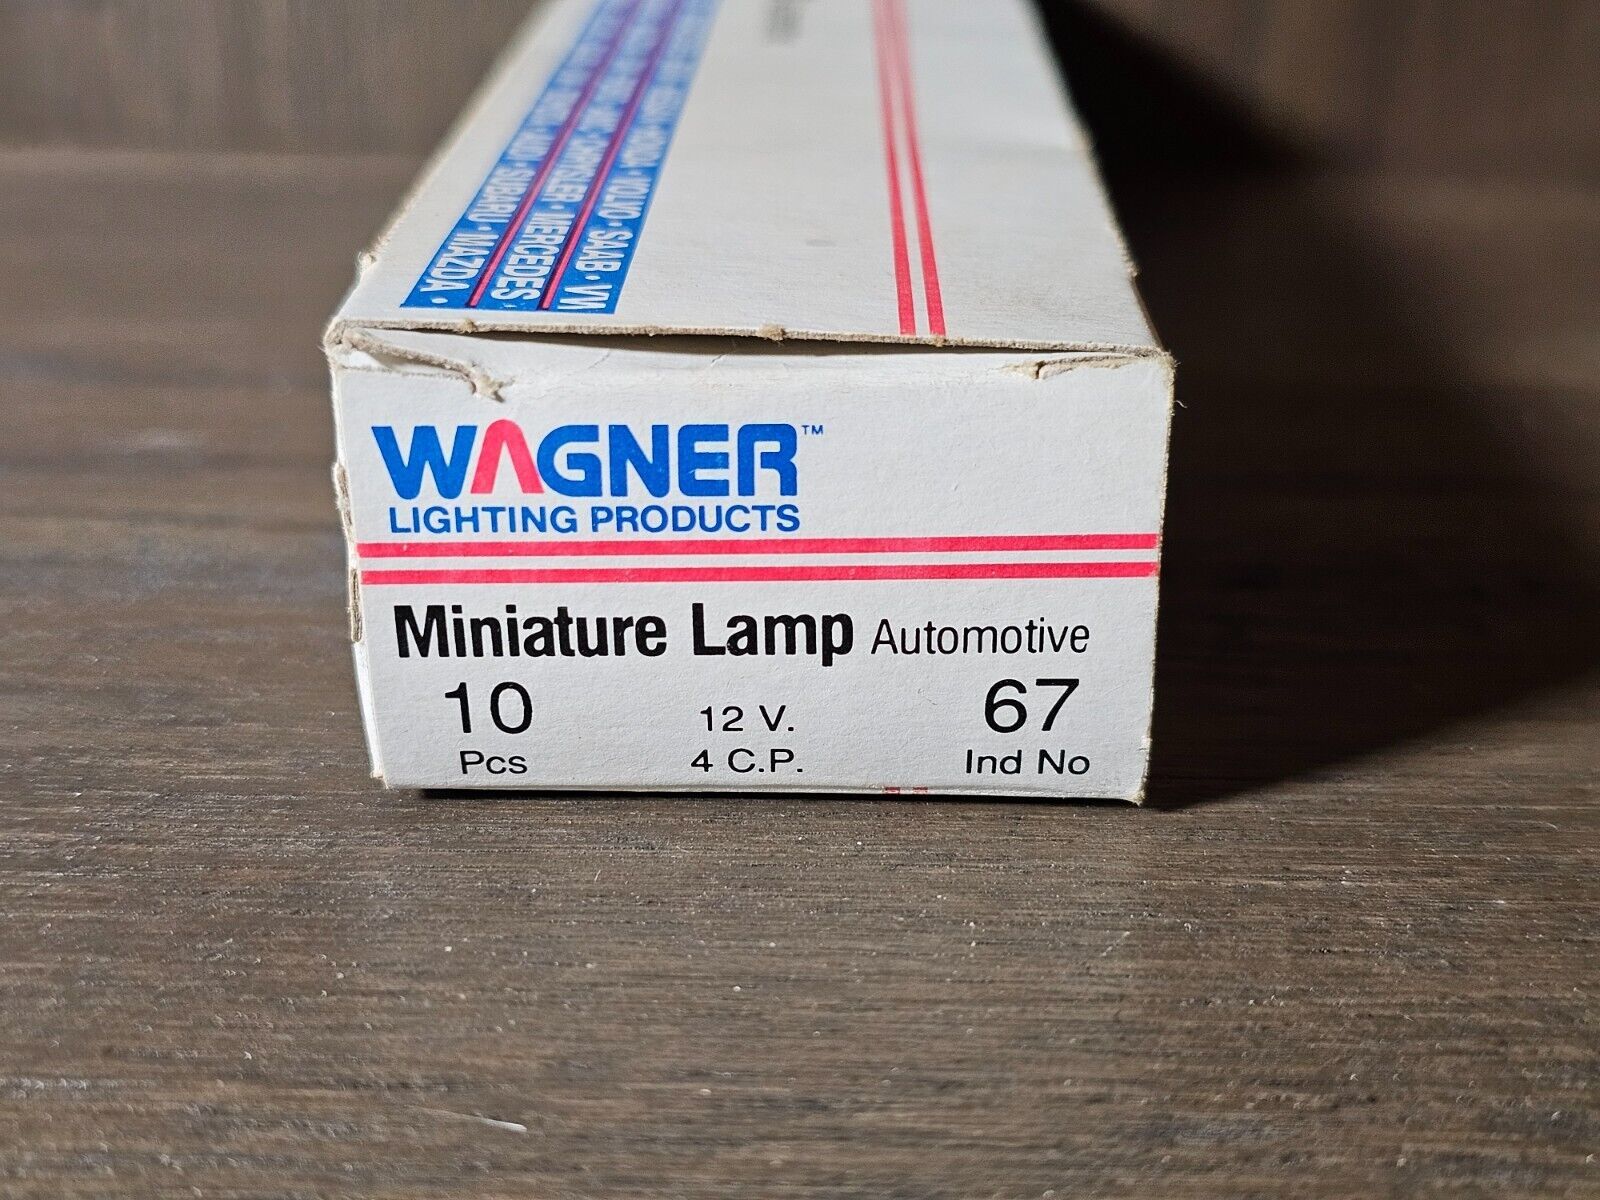 VOLVO • SAAB • VW
CHRYSLER • MERCEDES
SUBARU • MAZDA •
WAGNER™
LIGHTING PRODUCTS
Miniature Lamp Automotive
10 12 V. 67
Pcs 4 C.P. Ind No